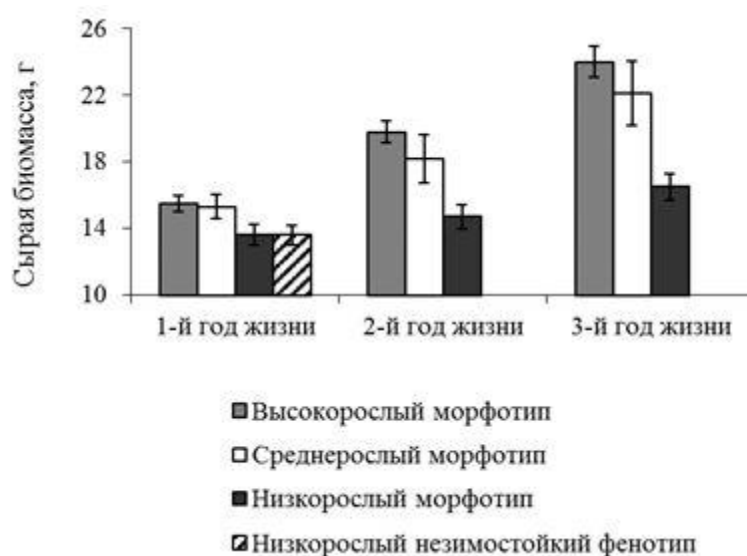 Сырая биомасса, г
26
22
18
14
10
1-й год жизни 2-й год жизни 3-й год жизни
Высокорослый морфотип
Среднерослый морфотип
Низкорослый морфотип
Низкорослый незимостойкий фенотип